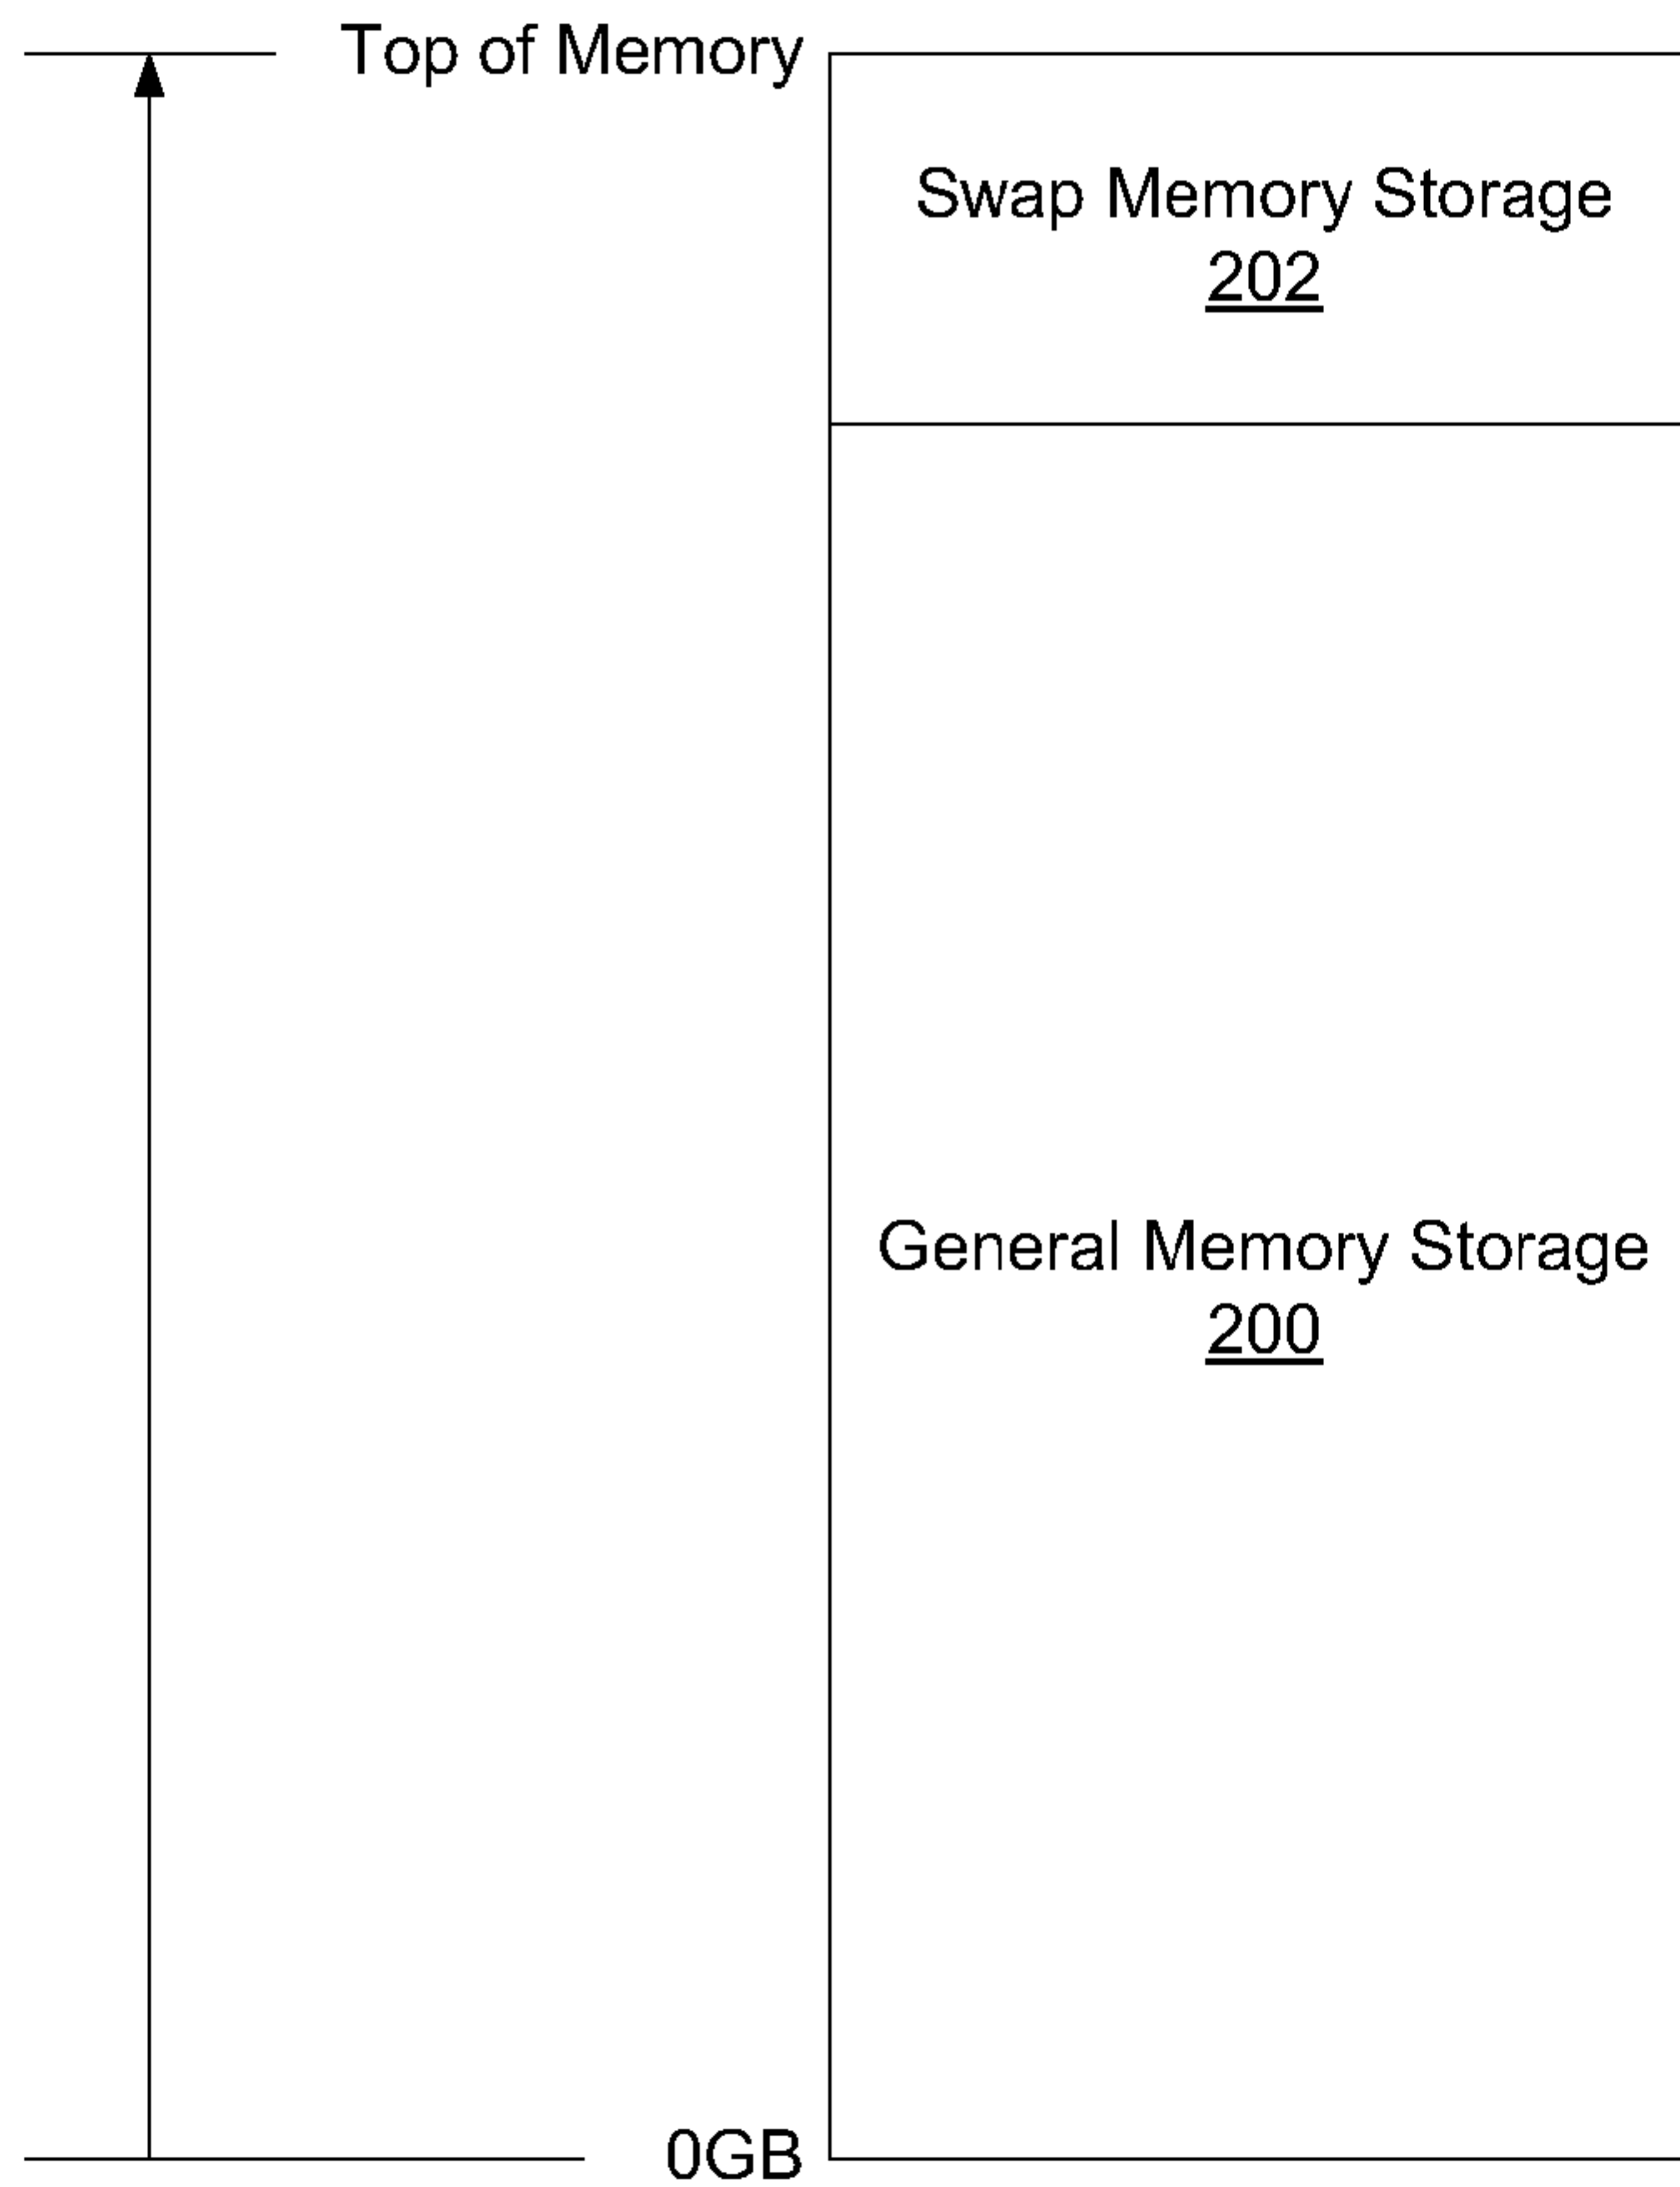 Top of Memory
Swap Memory Storage
202
General Memory Storage
200
0GB